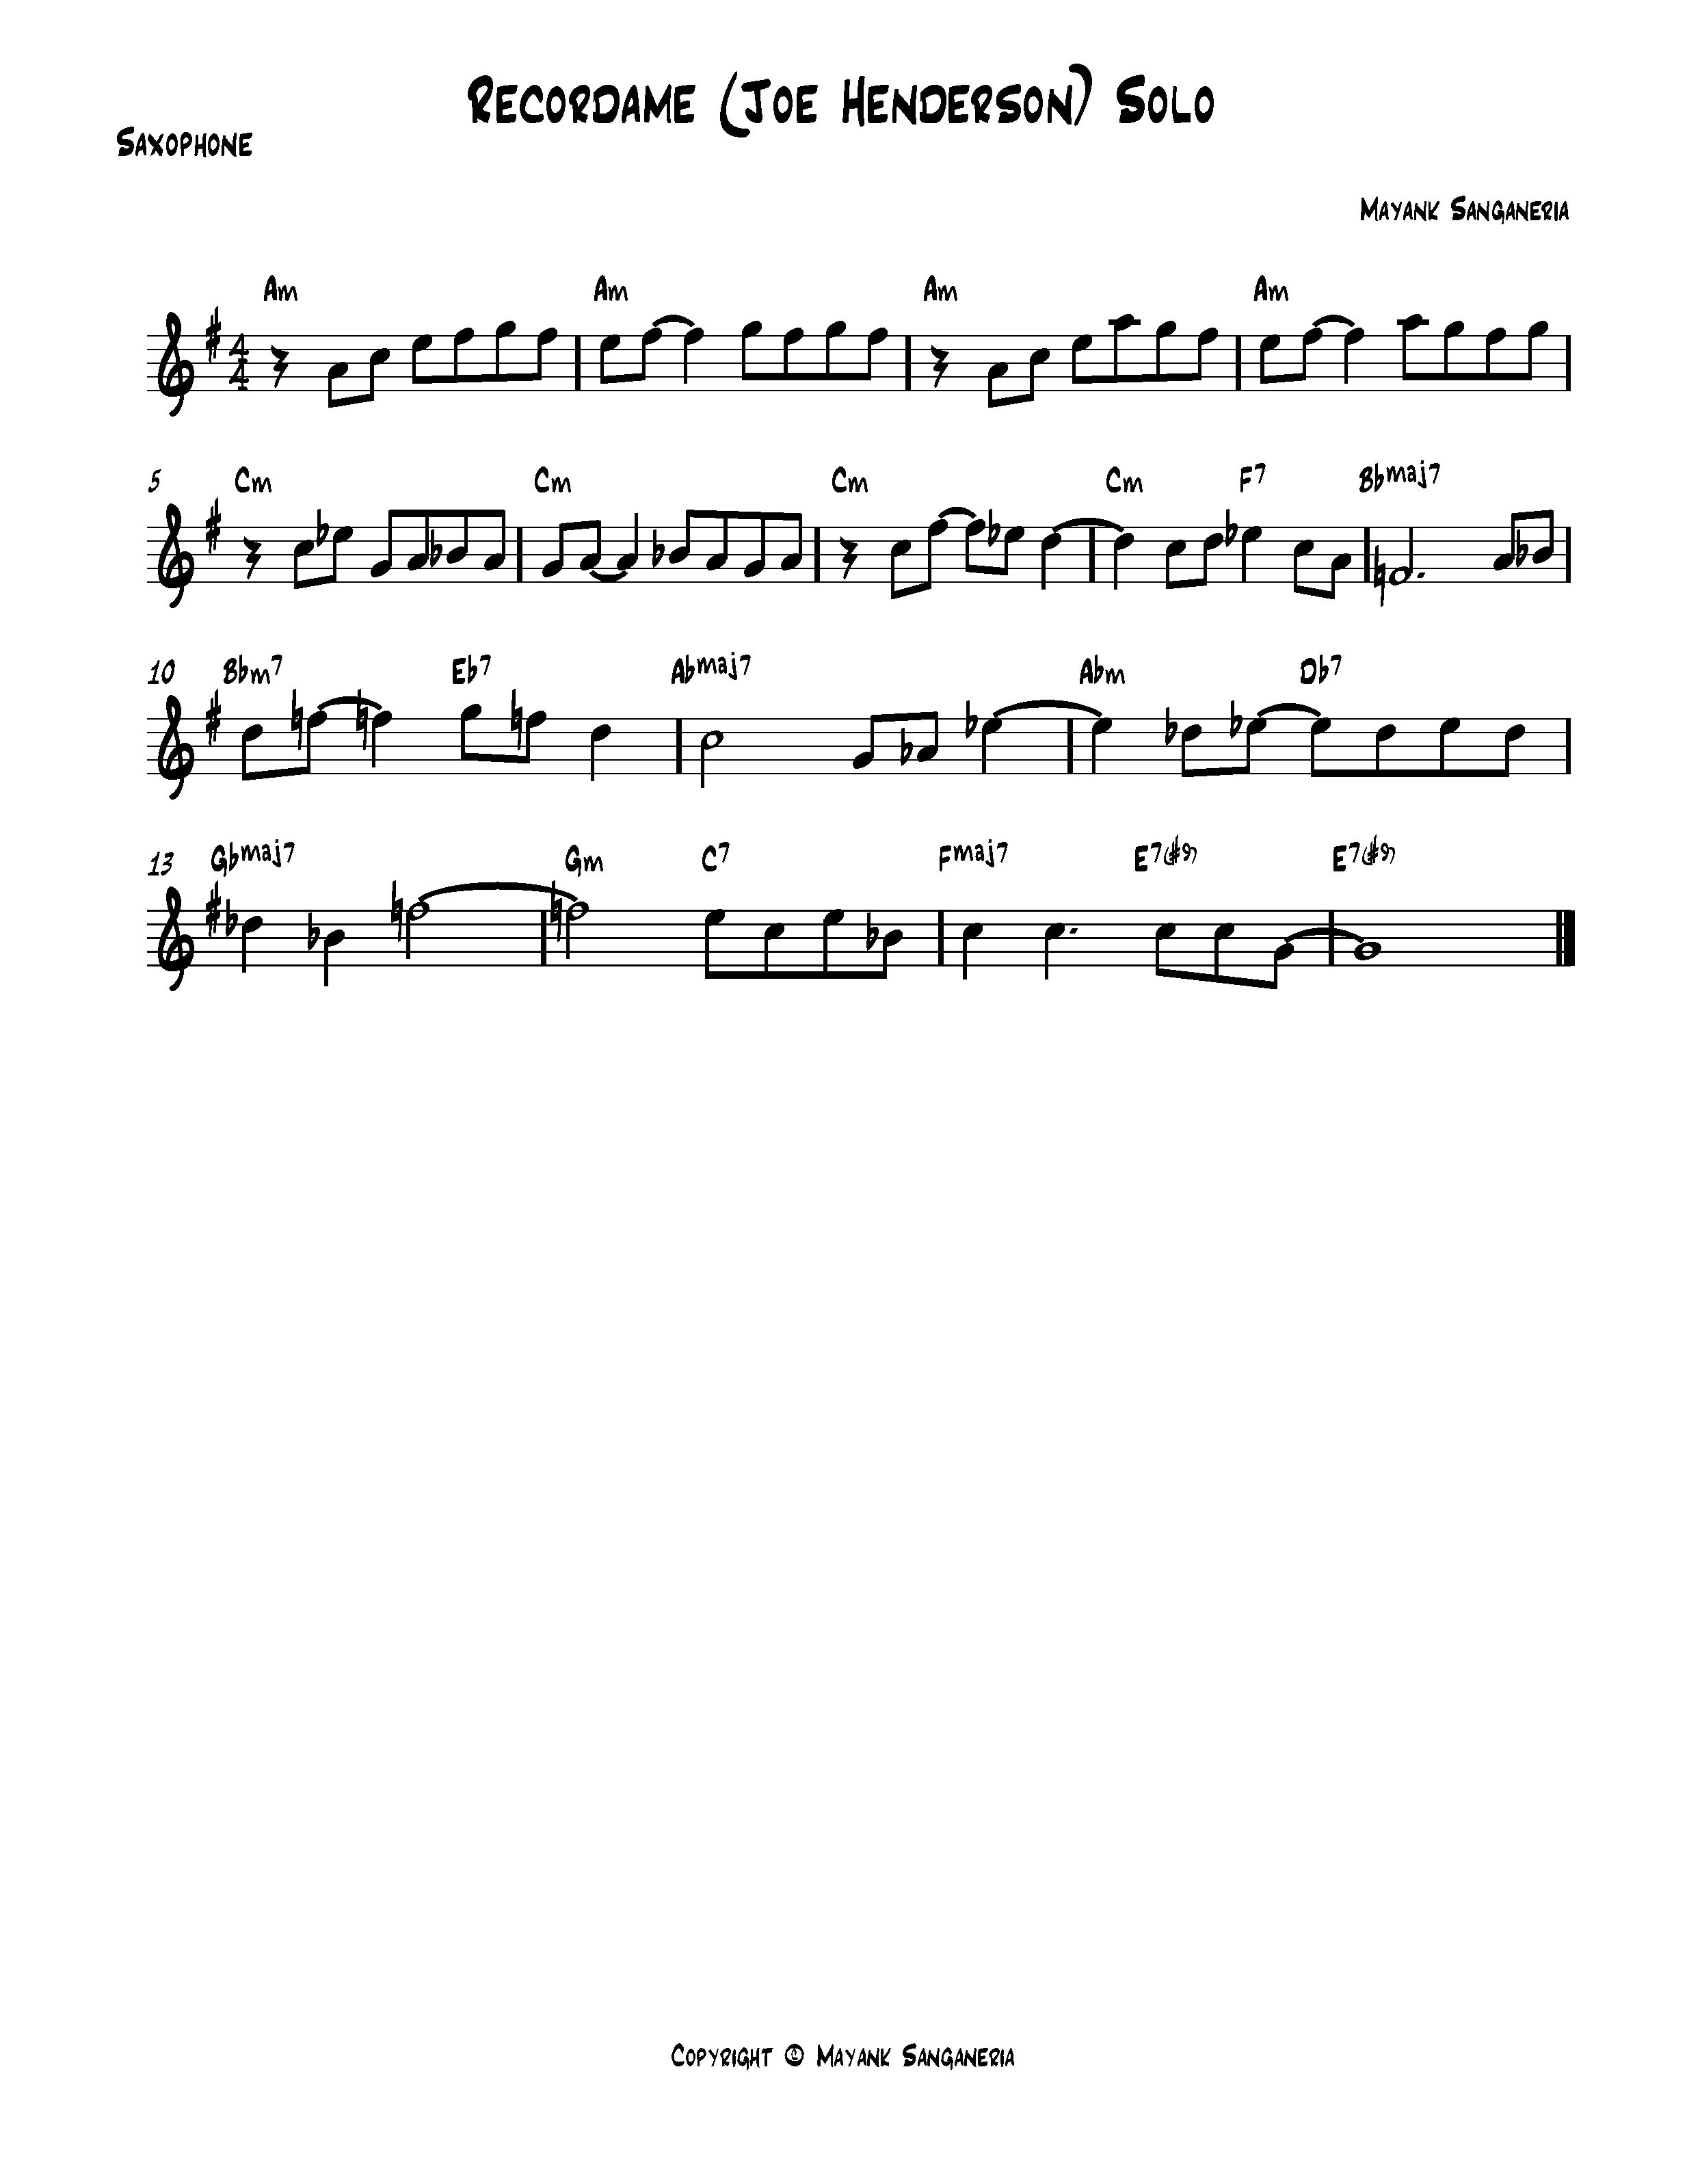 RECORDAME (JOE HENDERSON) SOLO
SAXOPHONE
MAYANK SANGANERIA
Am Am Am Am
4
4
5 Cm Cm Cm Cm F7 Bbmaj7
10 Bbm7 Eb7 Abmaj7 Abm Db7
13 Gbmaj7 Gm C7 Fmaj7 E7(#9) E7(#9)
COPYRIGHT © MAYANK SANGANERIA